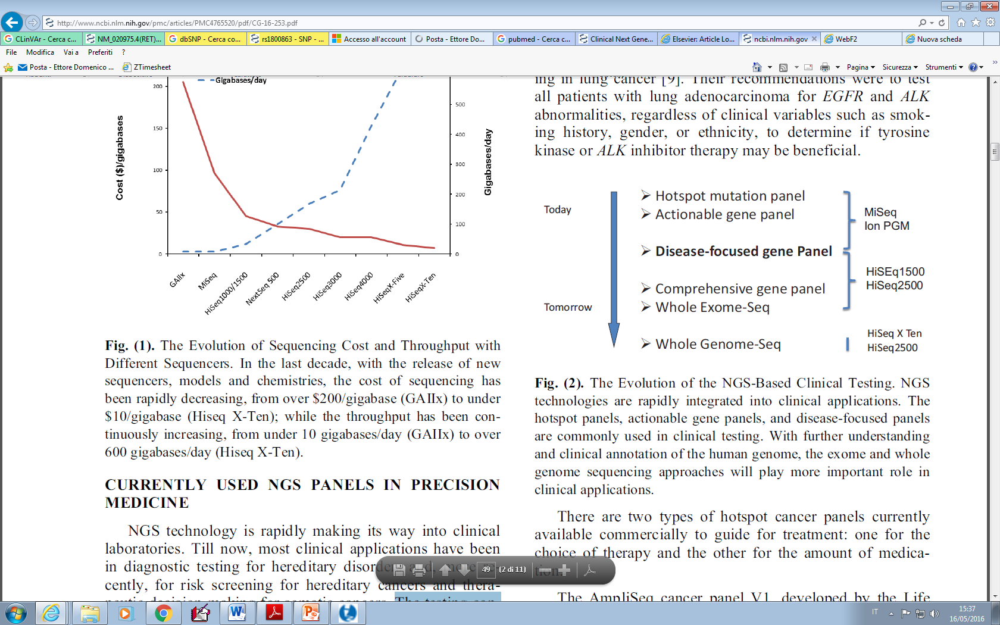 http://www.ncbi.nlm.nih.gov/pmc/articles/PMC4765520/pdf/CG-16-253.pdf
CLinVAr - Cerca c...
NM_020975.4(RET)...
dbSNP - Cerca co...
rs1800863 - SNP - ...
Accesso all'account
Posta - Ettore Do...
pubmed - Cerca c...
Clinical Next Gene...
Elsevier: Article Lo...
ncbi.nlm.nih.gov
WebF2
Nuova scheda
File Modifica Vai a Preferiti ?
Posta - Ettore Domenico ... ZTimesheet
Pagina Sicurezza Strumenti
Gigabases/day
200
150
100
50
0
Cost ($)/gigabases
500
400
300
200
100
0
Gigabases/day
GAIIx
MiSeq
HiSeq1000/1500
NextSeq 500
HiSeq2500
HiSeq3000
HiSeq4000
HiSeqX-Five
HiSeqX-Ten
Fig. (1). The Evolution of Sequencing Cost and Throughput with
Different Sequencers. In the last decade, with the release of new
sequencers, models and chemistries, the cost of sequencing has
been rapidly decreasing, from over $200/gigabase (GAIIx) to under
$10/gigabase (Hiseq X-Ten); while the throughput has been con-
tinuously increasing, from under 10 gigabases/day (GAIIx) to over
600 gigabases/day (Hiseq X-Ten).
CURRENTLY USED NGS PANELS IN PRECISION
MEDICINE
NGS technology is rapidly making its way into clinical
laboratories. Till now, most clinical applications have been
in diagnostic testing for hereditary disorders and, more re-
cently, for risk screening for hereditary cancers and thera-
peutic decision making for somatic cancers. The testing can
ing in lung cancer [9]. Their recommendations were to test
all patients with lung adenocarcinoma for EGFR and ALK
abnormalities, regardless of clinical variables such as smok-
ing history, gender, or ethnicity, to determine if tyrosine
kinase or ALK inhibitor therapy may be beneficial.
Today
Tomorrow
➢ Hotspot mutation panel
➢ Actionable gene panel
➢ Disease-focused gene Panel
➢ Comprehensive gene panel
➢ Whole Exome-Seq
➢ Whole Genome-Seq
MiSeq
Ion PGM
HiSEq1500
HiSeq2500
HiSeq X Ten
HiSeq2500
Fig. (2). The Evolution of the NGS-Based Clinical Testing. NGS
technologies are rapidly integrated into clinical applications. The
hotspot panels, actionable gene panels, and disease-focused panels
are commonly used in clinical testing. With further understanding
and clinical annotation of the human genome, the exome and whole
genome sequencing approaches will play more important role in
clinical applications.
There are two types of hotspot cancer panels currently
available commercially to guide for treatment: one for the
choice of therapy and the other for the amount of medica-
tion.
The AmpliSeq cancer panel V1, developed by the Life
49 (2 di 11)
IT
15:37
16/05/2016